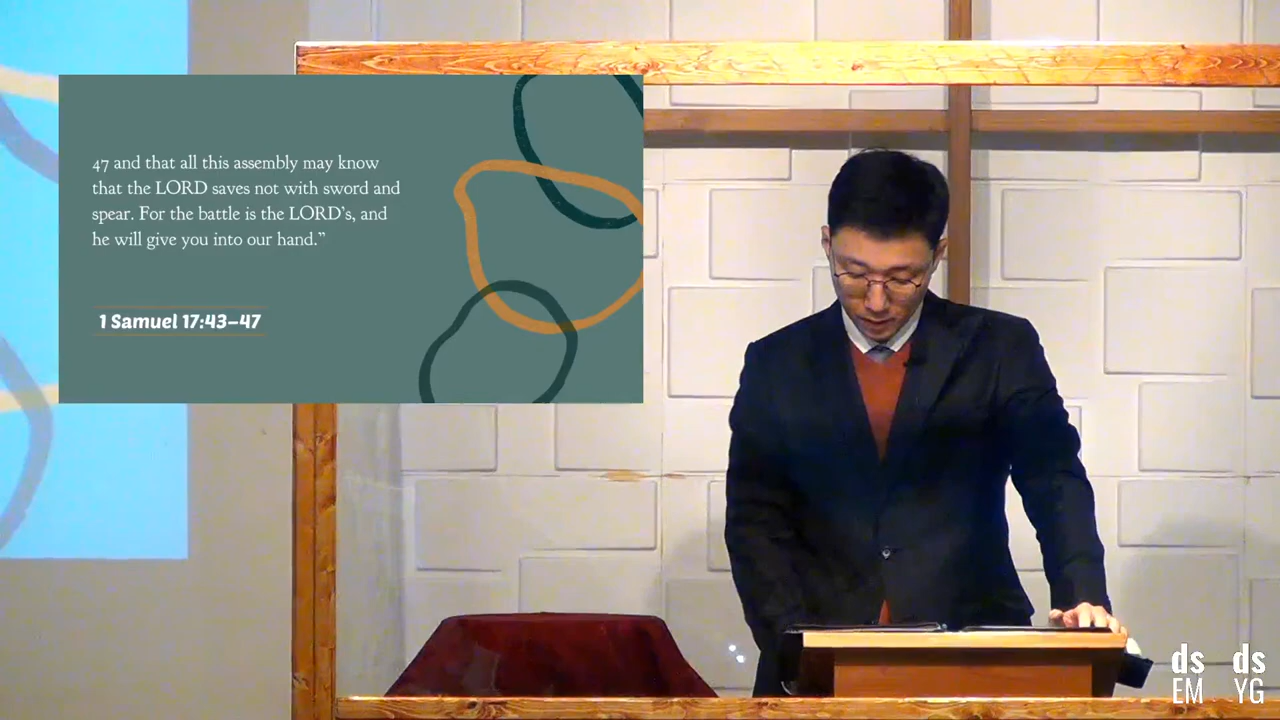 47 and that all this assembly may know
that the LORD saves not with sword and
spear. For the battle is the LORD’s, and
he will give you into our hand.”
1 Samuel 17:43–47
ds ds
EM YG